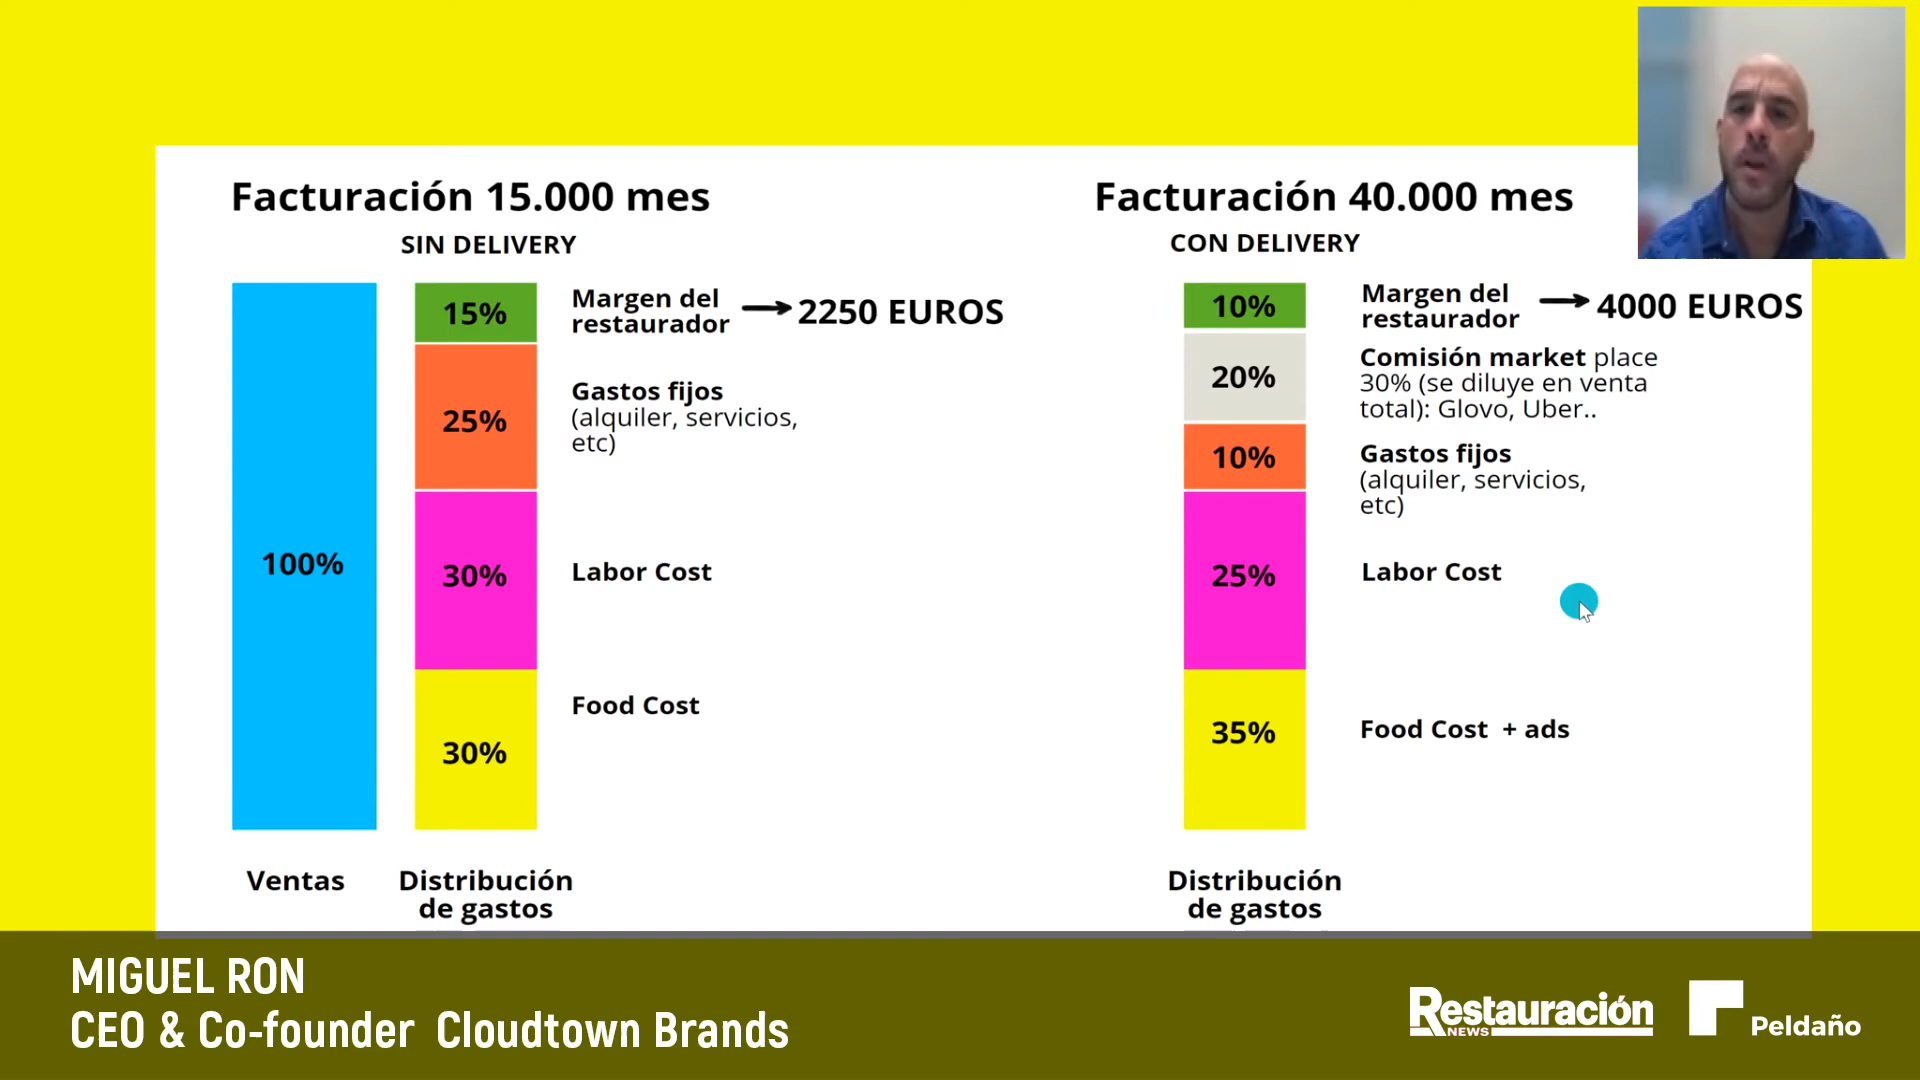 Facturación 15.000 mes
SIN DELIVERY
100%
Ventas
15%
25%
30%
30%
Distribución
de gastos
Margen del
restaurador
2250 EUROS
Gastos fijos
(alquiler, servicios,
etc)
Labor Cost
Food Cost
Facturación 40.000 mes
CON DELIVERY
10%
20%
10%
25%
35%
Distribución
de gastos
Margen del
restaurador
4000 EUROS
Comisión market place
30% (se diluye en venta
total): Glovo, Uber..
Gastos fijos
(alquiler, servicios,
etc)
Labor Cost
Food Cost + ads
MIGUEL RON
CEO & Co-founder Cloudtown Brands
Restauración
NEWS
Peldaño